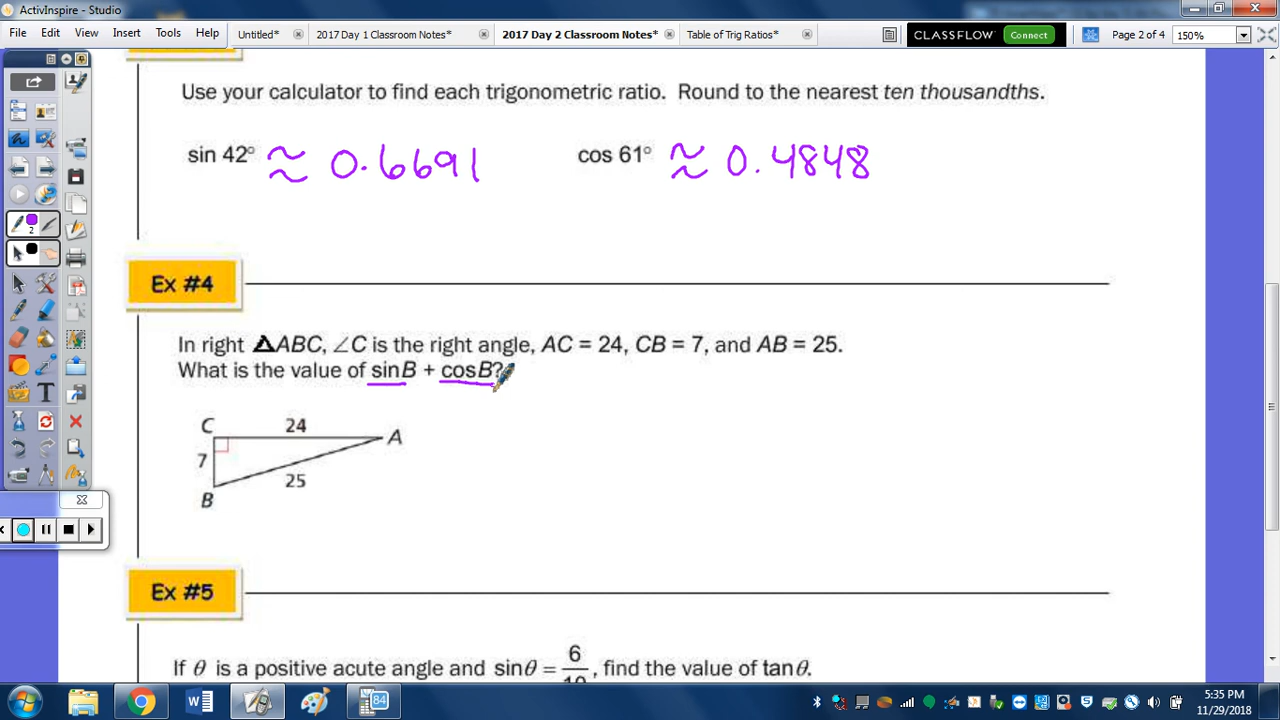 ActivInspire - Studio
File Edit View Insert Tools Help Untitled* 2017 Day 1 Classroom Notes* 2017 Day 2 Classroom Notes* Table of Trig Ratios* CLASSFLOW Connect Page 2 of 4 150%
Use your calculator to find each trigonometric ratio. Round to the nearest ten thousandths.
sin 42° ≈ 0.6691 cos 61° ≈ 0.4848
2
Ex #4
In right △ABC, ∠C is the right angle, AC = 24, CB = 7, and AB = 25.
What is the value of sinB + cosB?
C 24 A
7
25
B
Ex #5
If θ is a positive acute angle and sinθ = 6/10, find the value of tanθ.
84
5:35 PM
11/29/2018